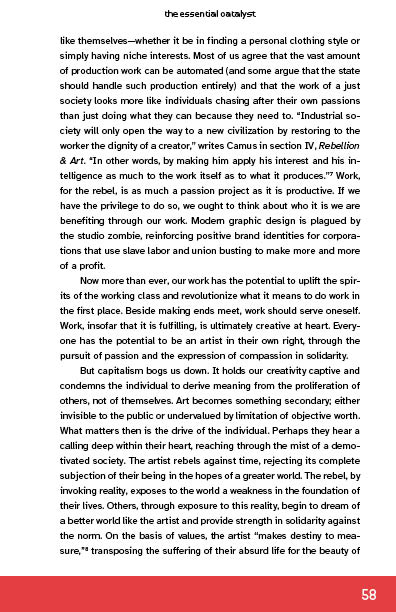 the essential catalyst
like themselves—whether it be in finding a personal clothing style or
simply having niche interests. Most of us agree that the vast amount
of production work can be automated (and some argue that the state
should handle such production entirely) and that the work of a just
society looks more like individuals chasing after their own passions
than just doing what they can because they need to. “Industrial so-
ciety will only open the way to a new civilization by restoring to the
worker the dignity of a creator,” writes Camus in section IV, Rebellion
& Art. “In other words, by making him apply his interest and his in-
telligence as much to the work itself as to what it produces.”⁷ Work,
for the rebel, is as much a passion project as it is productive. If we
have the privilege to do so, we ought to think about who it is we are
benefiting through our work. Modern graphic design is plagued by
the studio zombie, reinforcing positive brand identities for corpora-
tions that use slave labor and union busting to make more and more
of a profit.
Now more than ever, our work has the potential to uplift the spir-
its of the working class and revolutionize what it means to do work in
the first place. Beside making ends meet, work should serve oneself.
Work, insofar that it is fulfilling, is ultimately creative at heart. Every-
one has the potential to be an artist in their own right, through the
pursuit of passion and the expression of compassion in solidarity.
But capitalism bogs us down. It holds our creativity captive and
condemns the individual to derive meaning from the proliferation of
others, not of themselves. Art becomes something secondary; either
invisible to the public or undervalued by limitation of objective worth.
What matters then is the drive of the individual. Perhaps they hear a
calling deep within their heart, reaching through the mist of a demo-
tivated society. The artist rebels against time, rejecting its complete
subjection of their being in the hopes of a greater world. The rebel, by
invoking reality, exposes to the world a weakness in the foundation of
their lives. Others, through exposure to this reality, begin to dream of
a better world like the artist and provide strength in solidarity against
the norm. On the basis of values, the artist “makes destiny to mea-
sure,”⁸ transposing the suffering of their absurd life for the beauty of
58